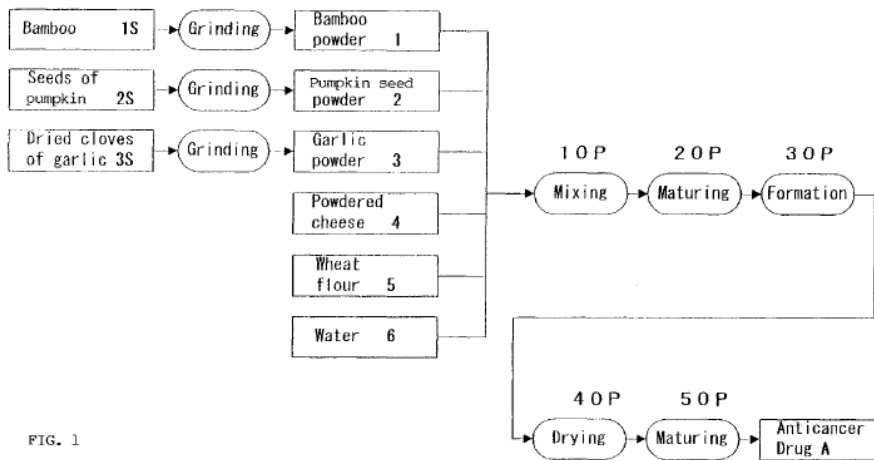 Bamboo 1S
Grinding
Bamboo
powder 1
Seeds of
pumpkin 2S
Grinding
Pumpkin seed
powder 2
Dried cloves
of garlic 3S
Grinding
Garlic
powder 3
Powdered
cheese 4
Wheat
flour 5
Water 6
10P
Mixing
20P
Maturing
30P
Formation
40P
Drying
50P
Maturing
Anticancer
Drug A
FIG. 1